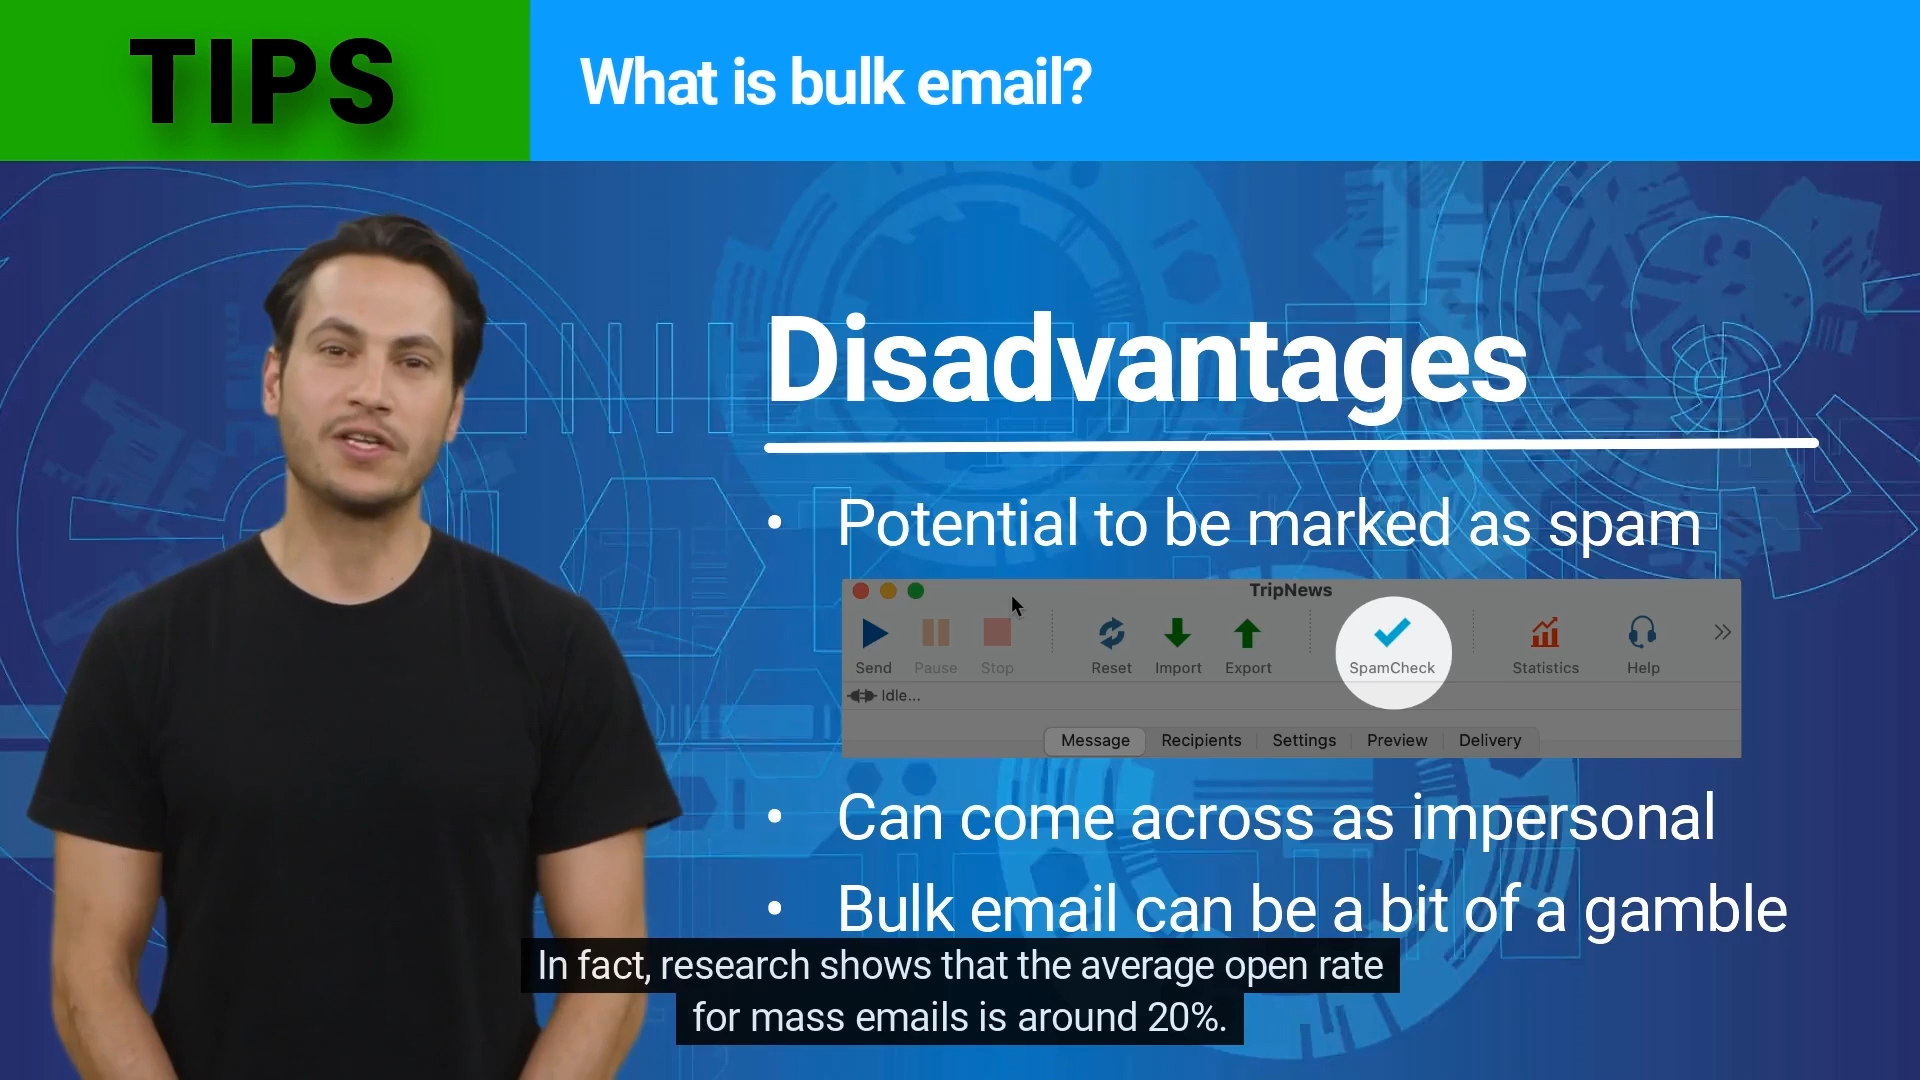 TIPS
What is bulk email?
Disadvantages
• Potential to be marked as spam
TripNews
Send Pause Stop Reset Import Export SpamCheck Statistics Help
Idle...
Message Recipients Settings Preview Delivery
• Can come across as impersonal
• Bulk email can be a bit of a gamble
In fact, research shows that the average open rate
for mass emails is around 20%.